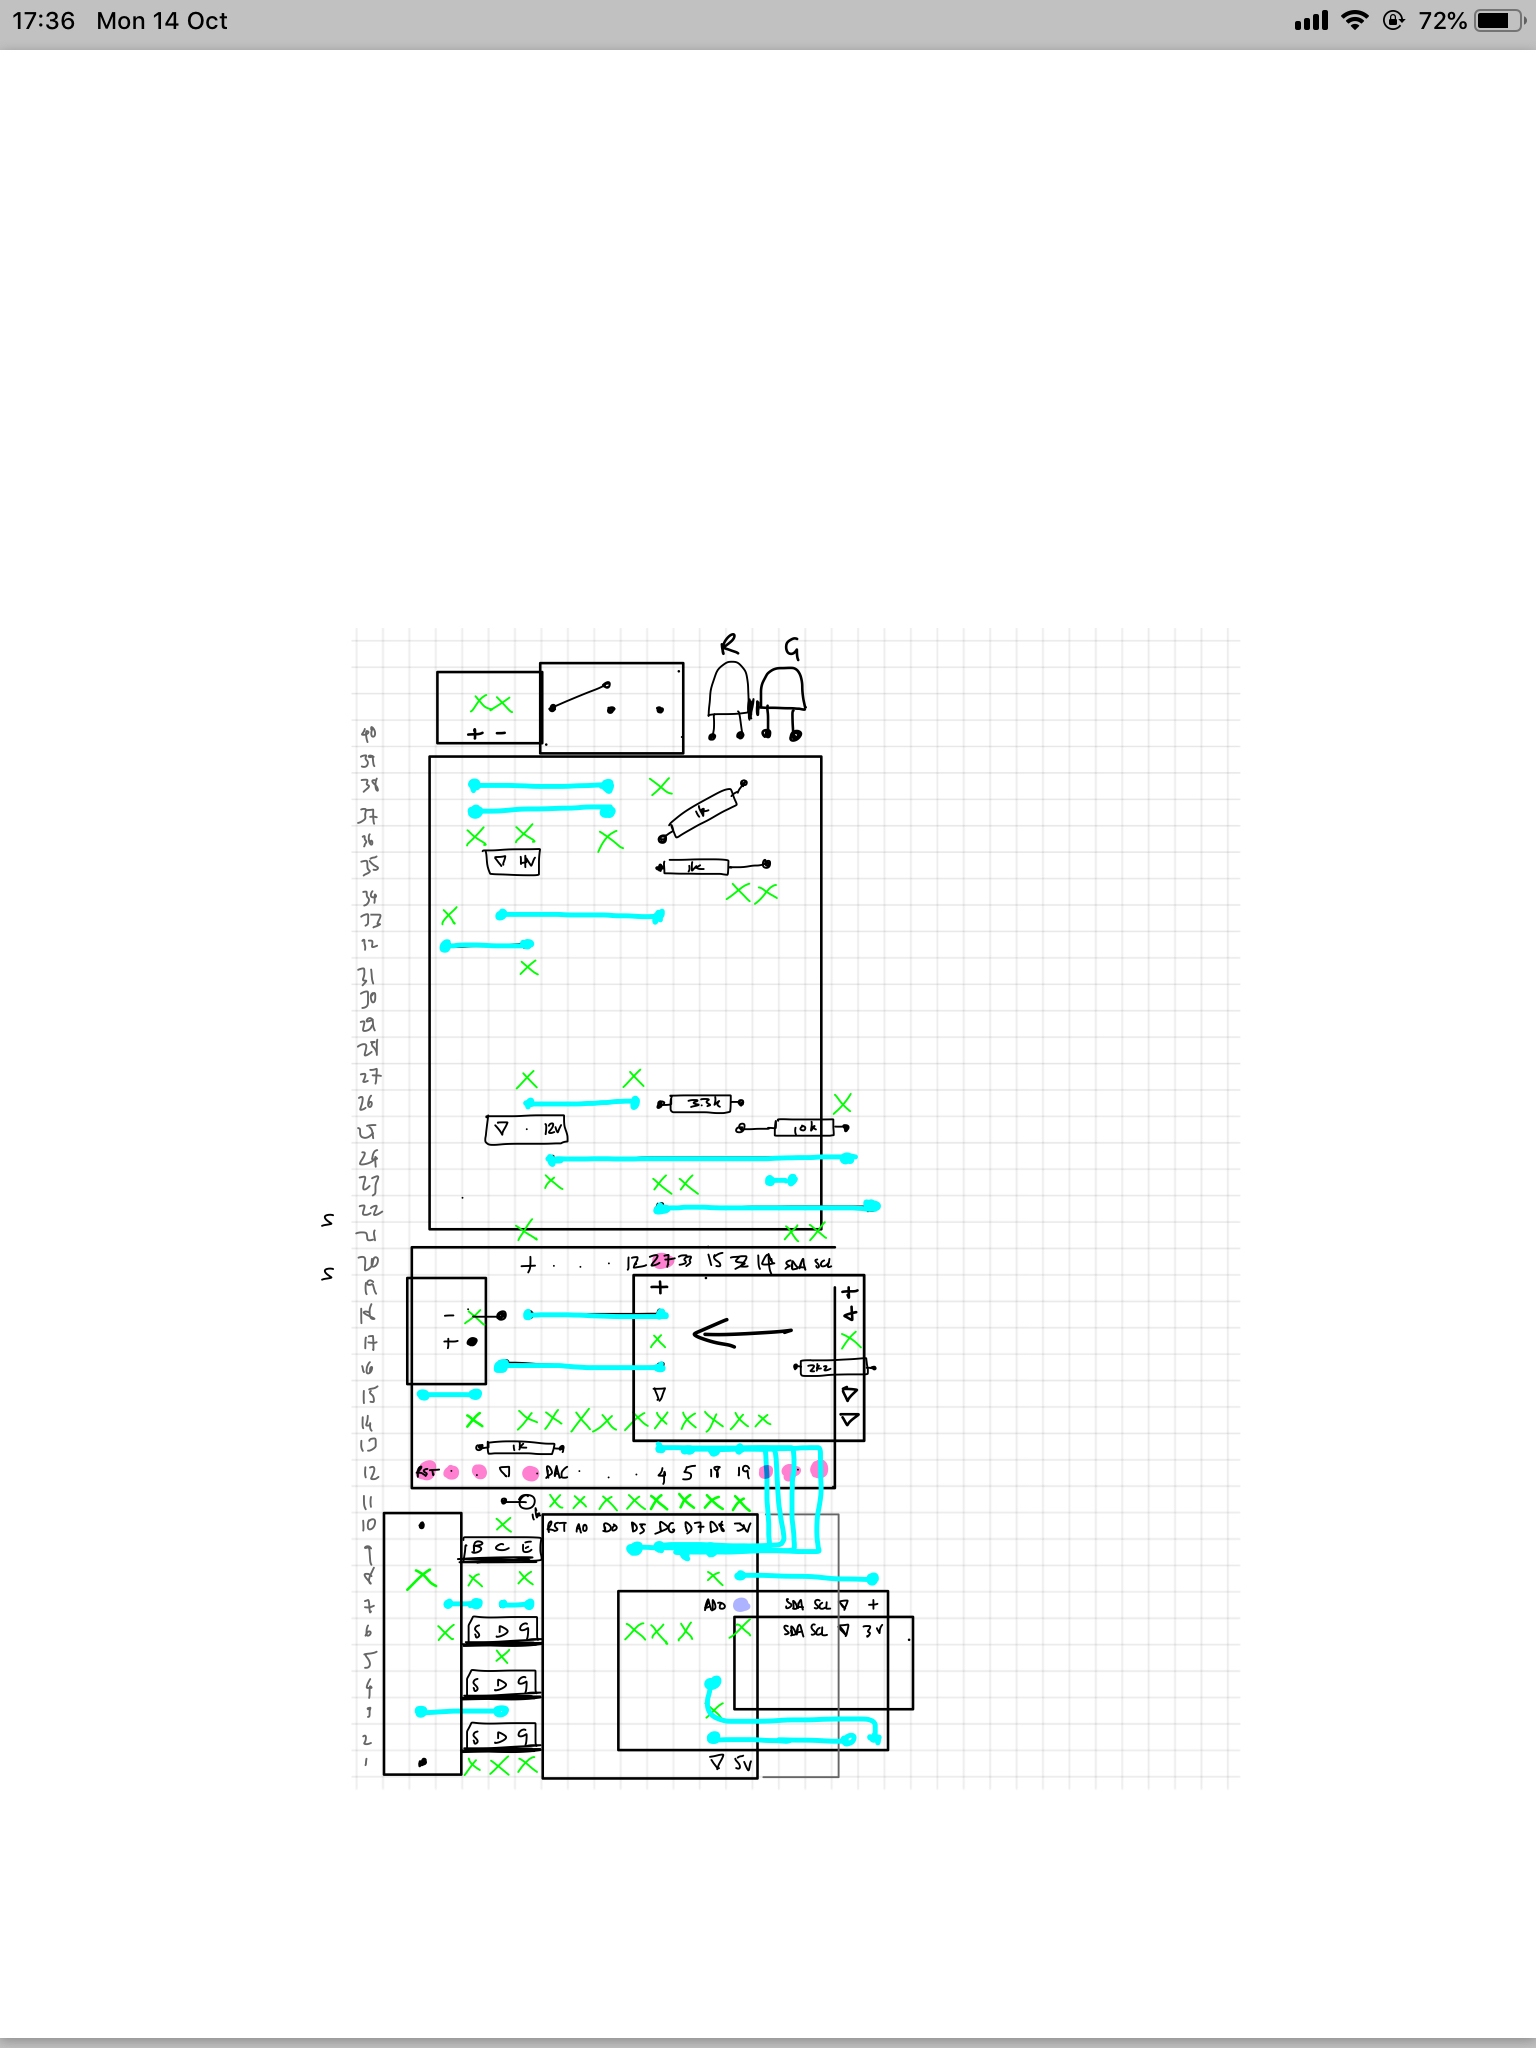 17:36 Mon 14 Oct 72%
R G
40 + -
39
38
37
1k
36
35 4V 1k
34
33
12
31
30
29
28
27
26 3.3k
25 12V 10k
24
23
22
S
21
20 + 12 27 33 15 32 14 SDA SCL
S
19 + +
18 - +
17 +
16 2k2
15
14
13 1k
12 RST DAC 4 5 18 19
11
1k
10 RST A0 D0 D5 D6 D7 D8 3V
9 B C E
8
7 AD0 SDA SCL +
6 S D G SDA SCL 3V
5
4 S D G
3
2 S D G
1 5V